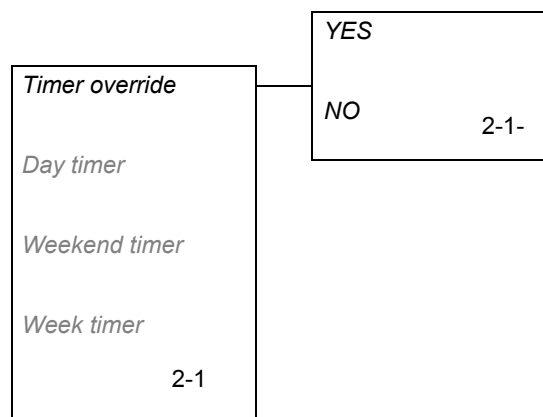 YES
NO
2-1-
Timer override
Day timer
Weekend timer
Week timer
2-1